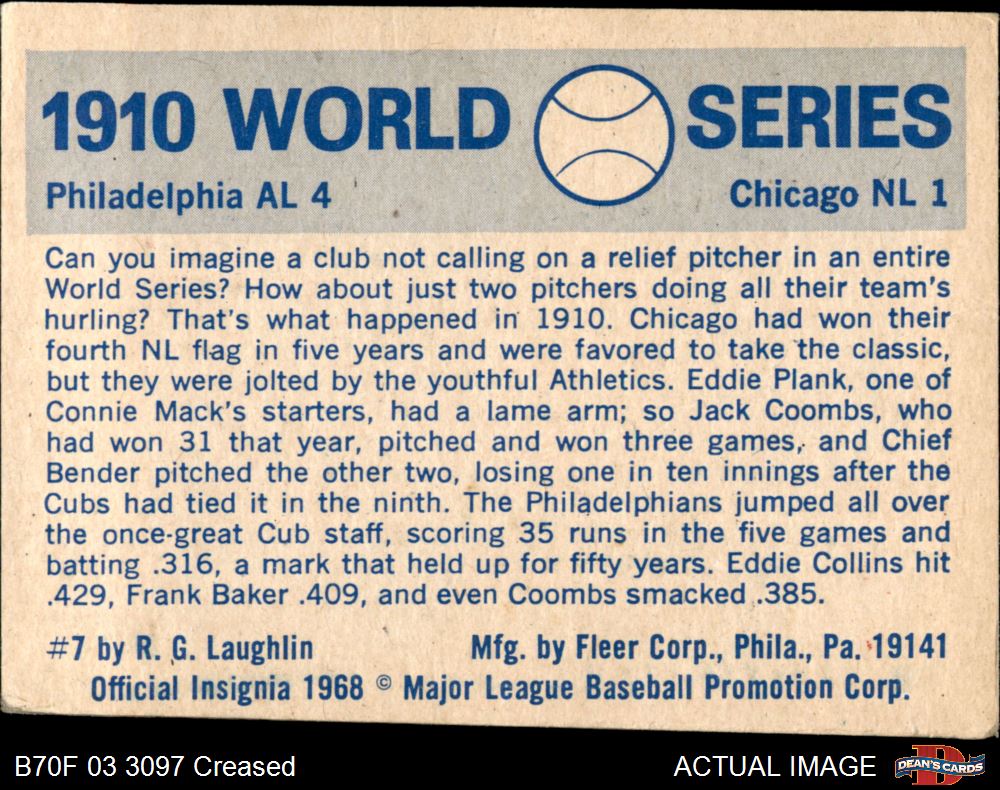 1910 WORLD SERIES
Philadelphia AL 4 Chicago NL 1
Can you imagine a club not calling on a relief pitcher in an entire
World Series? How about just two pitchers doing all their team's
hurling? That's what happened in 1910. Chicago had won their
fourth NL flag in five years and were favored to take the classic,
but they were jolted by the youthful Athletics. Eddie Plank, one of
Connie Mack's starters, had a lame arm; so Jack Coombs, who
had won 31 that year, pitched and won three games, and Chief
Bender pitched the other two, losing one in ten innings after the
Cubs had tied it in the ninth. The Philadelphians jumped all over
the once-great Cub staff, scoring 35 runs in the five games and
batting .316, a mark that held up for fifty years. Eddie Collins hit
.429, Frank Baker .409, and even Coombs smacked .385.
#7 by R. G. Laughlin Mfg. by Fleer Corp., Phila., Pa. 19141
Official Insignia 1968 © Major League Baseball Promotion Corp.
B70F 03 3097 Creased ACTUAL IMAGE DEAN'S CARDS